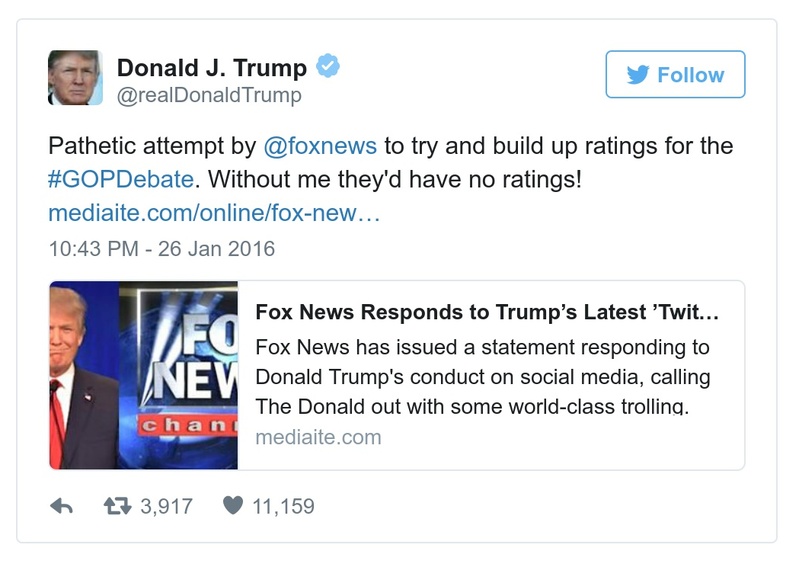 Donald J. Trump
@realDonaldTrump
Follow
Pathetic attempt by @foxnews to try and build up ratings for the
#GOPDebate. Without me they'd have no ratings!
mediaite.com/online/fox-new…
10:43 PM - 26 Jan 2016
FO
NEW
chan
Fox News Responds to Trump’s Latest ’Twit…
Fox News has issued a statement responding to
Donald Trump's conduct on social media, calling
The Donald out with some world-class trolling.
mediaite.com
3,917
11,159